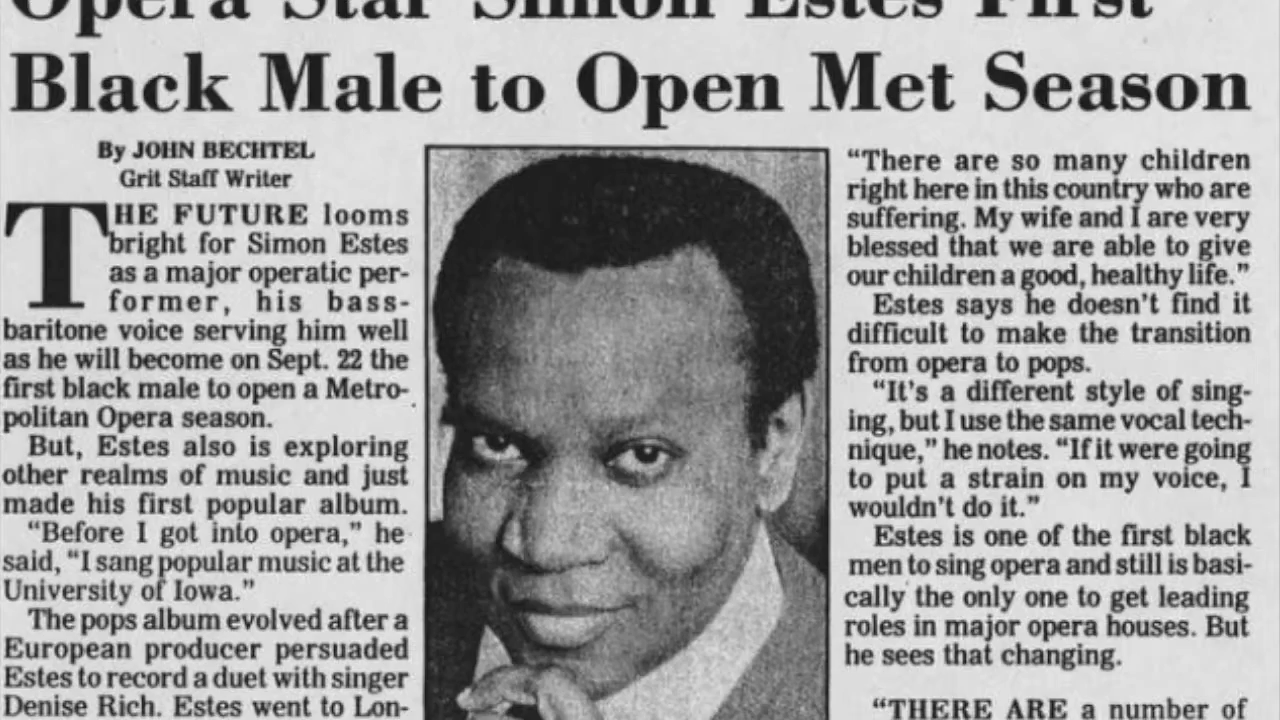 Opera Star Simon Estes First
Black Male to Open Met Season
By JOHN BECHTEL
Grit Staff Writer
THE FUTURE looms
bright for Simon Estes
as a major operatic per-
former, his bass-
baritone voice serving him well
as he will become on Sept. 22 the
first black male to open a Metro-
politan Opera season.
But, Estes also is exploring
other realms of music and just
made his first popular album.
“Before I got into opera,” he
said, “I sang popular music at the
University of Iowa.”
The pops album evolved after a
European producer persuaded
Estes to record a duet with singer
Denise Rich. Estes went to Lon-
“There are so many children
right here in this country who are
suffering. My wife and I are very
blessed that we are able to give
our children a good, healthy life.”
Estes says he doesn't find it
difficult to make the transition
from opera to pops.
“It's a different style of sing-
ing, but I use the same vocal tech-
nique,” he notes. “If it were going
to put a strain on my voice, I
wouldn't do it.”
Estes is one of the first black
men to sing opera and still is basi-
cally the only one to get leading
roles in major opera houses. But
he sees that changing.
“THERE ARE a number of